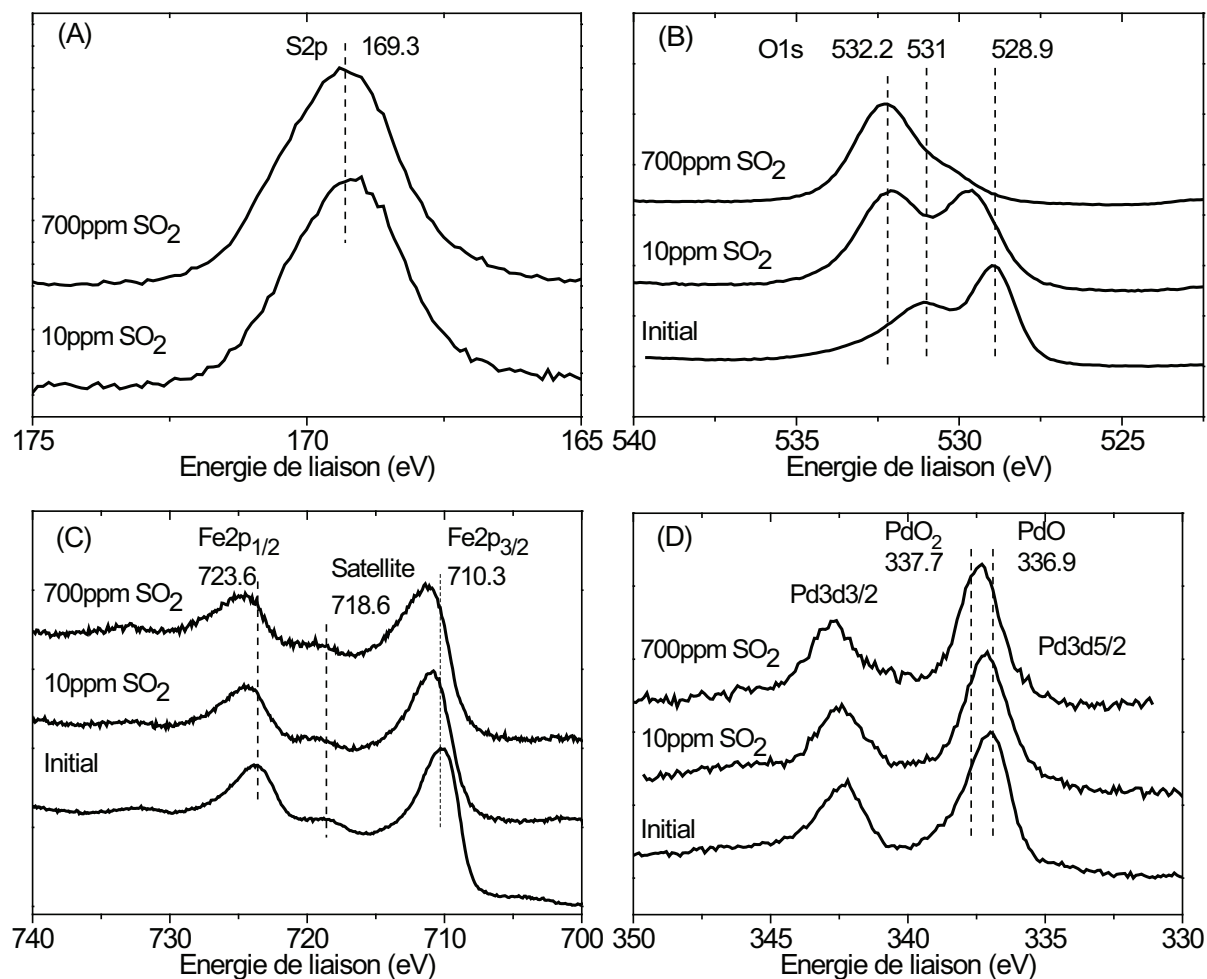 (A)
S2p 169.3
700ppm SO2
10ppm SO2
175 170 165
Energie de liaison (eV)
(B)
O1s 532.2 531 528.9
700ppm SO2
10ppm SO2
Initial
540 535 530 525
Energie de liaison (eV)
(C)
Fe2p1/2 Fe2p3/2
723.6 Satellite 710.3
718.6
700ppm SO2
10ppm SO2
Initial
740 730 720 710 700
Energie de liaison (eV)
(D)
PdO2 PdO
337.7 336.9
Pd3d3/2
Pd3d5/2
700ppm SO2
10ppm SO2
Initial
350 345 340 335 330
Energie de liaison (eV)